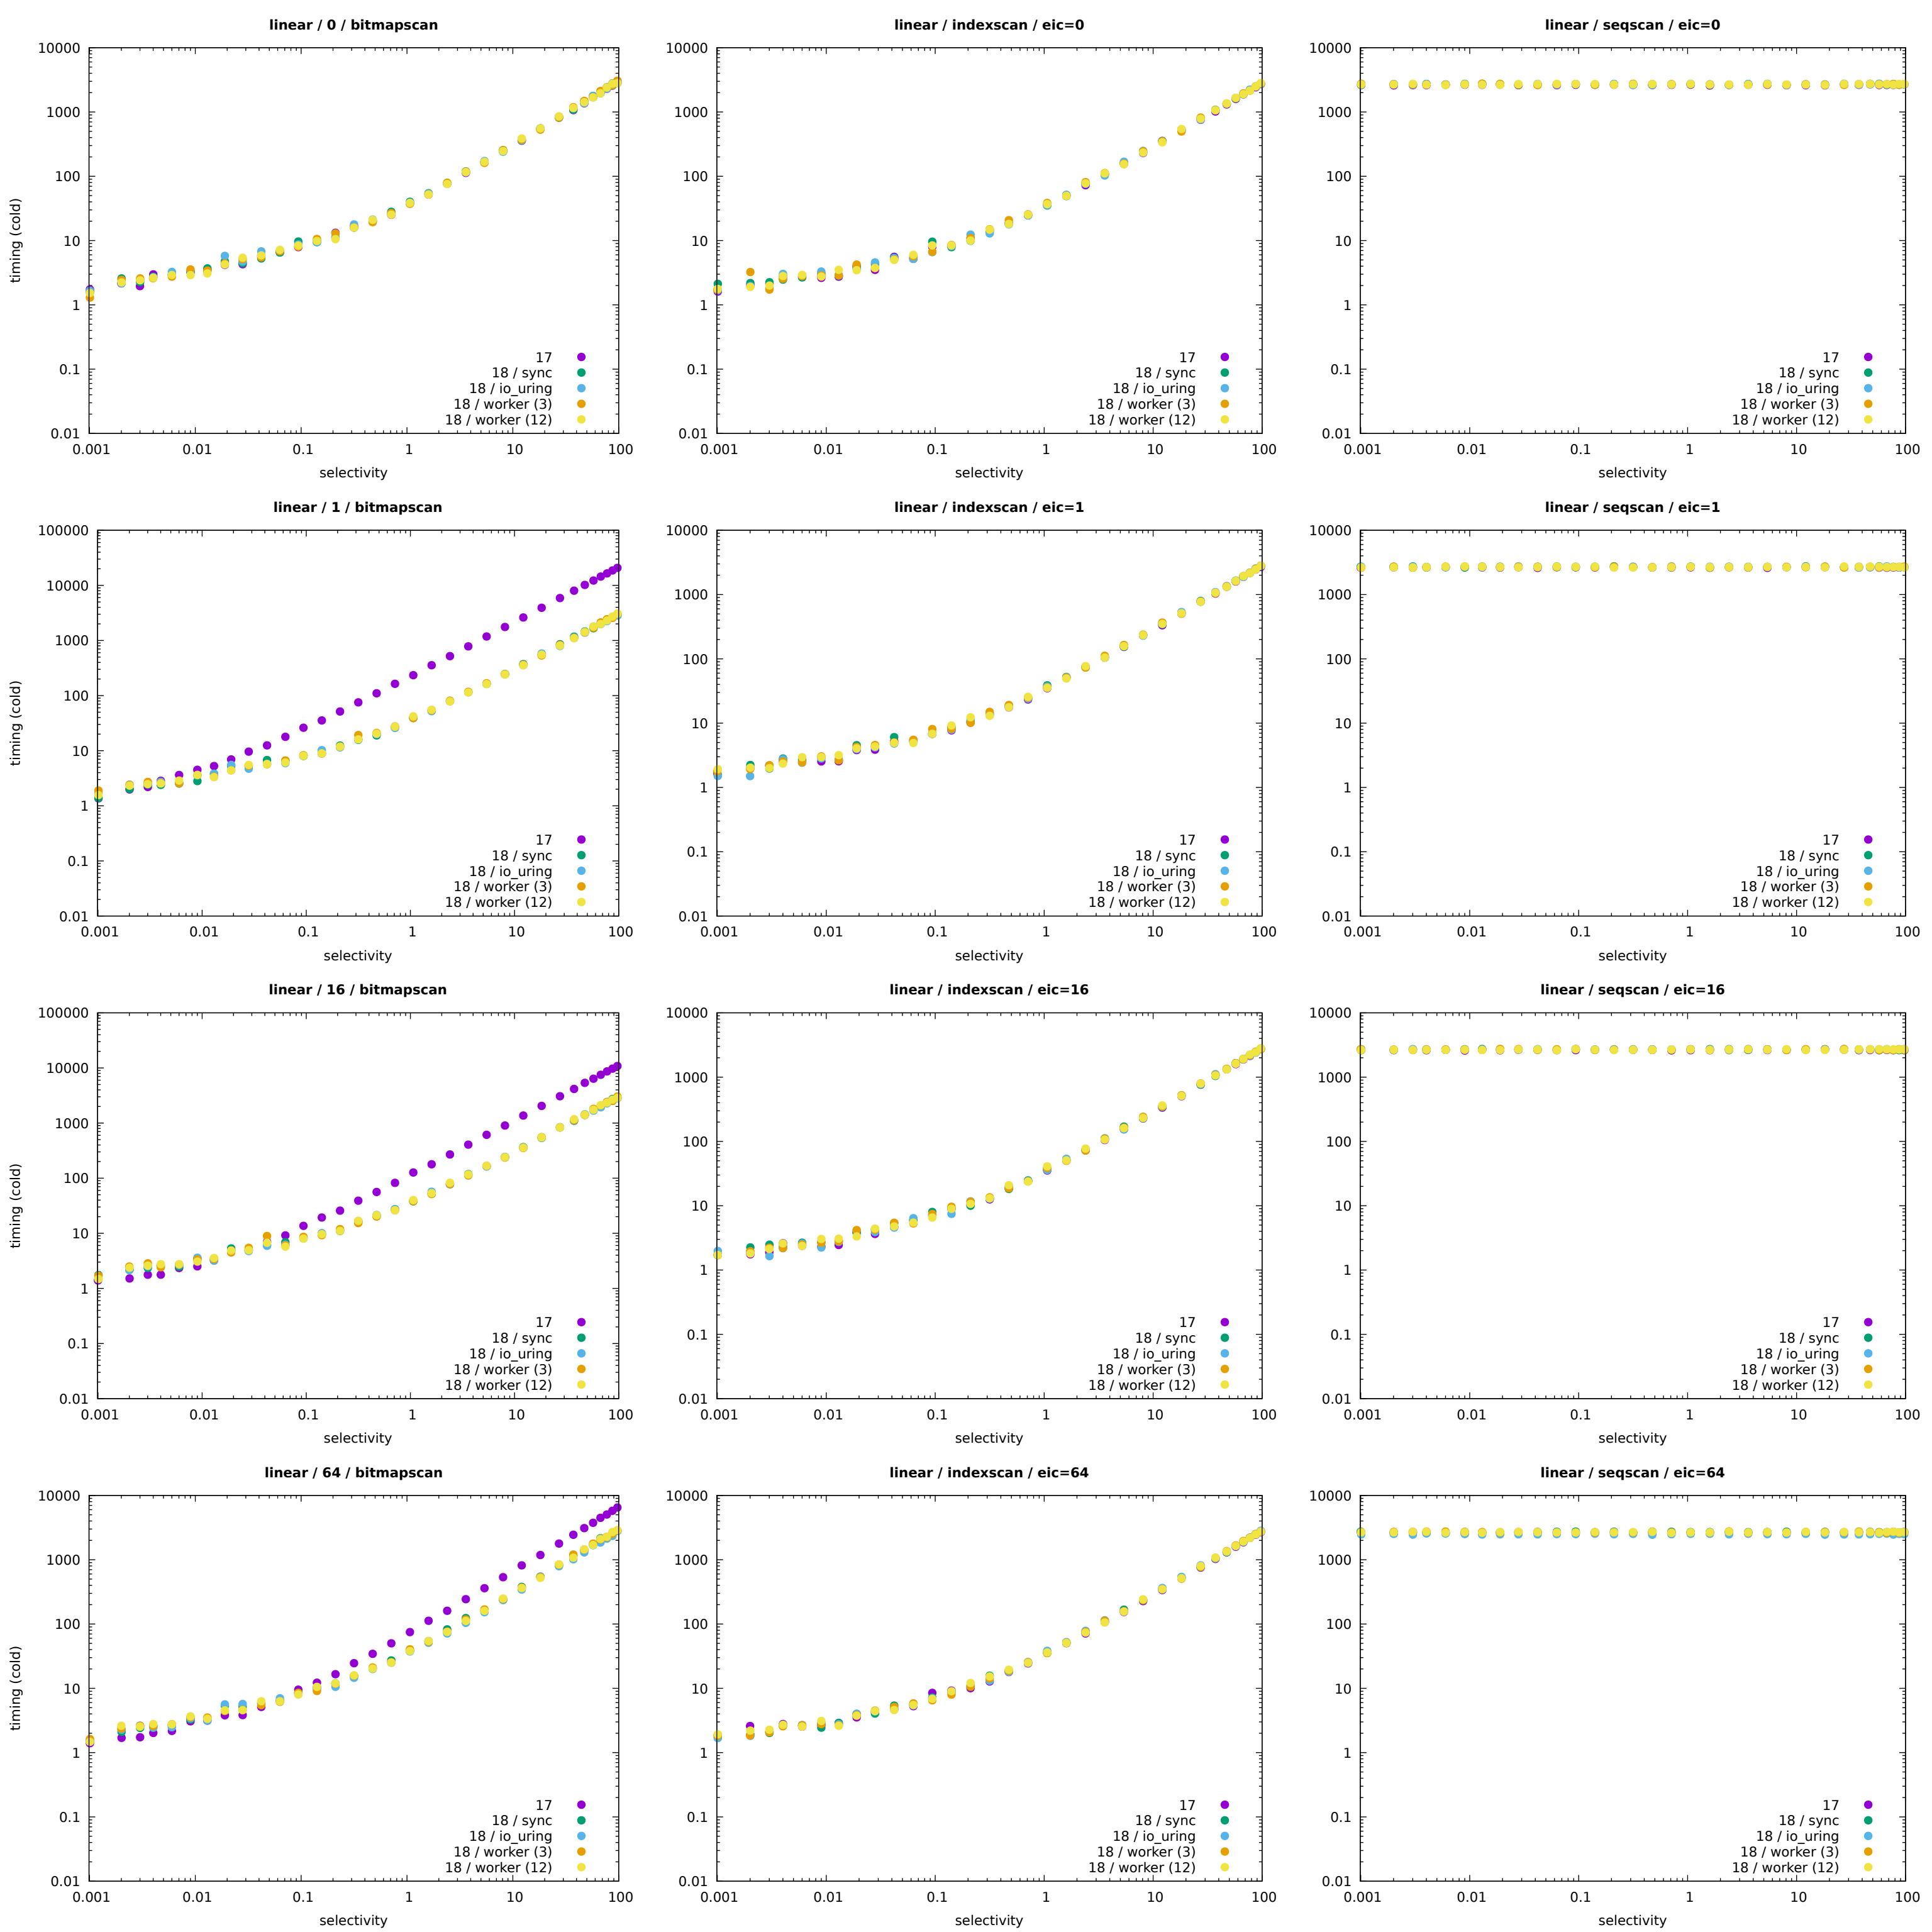 linear / 0 / bitmapscan
10000
1000
100
10
1
0.1
0.01
timing (cold)
17
18 / sync
18 / io_uring
18 / worker (3)
18 / worker (12)
0.001 0.01 0.1 1 10 100
selectivity
linear / indexscan / eic=0
10000
1000
100
10
1
0.1
0.01
17
18 / sync
18 / io_uring
18 / worker (3)
18 / worker (12)
0.001 0.01 0.1 1 10 100
selectivity
linear / seqscan / eic=0
10000
1000
100
10
1
0.1
0.01
17
18 / sync
18 / io_uring
18 / worker (3)
18 / worker (12)
0.001 0.01 0.1 1 10 100
selectivity
linear / 1 / bitmapscan
100000
10000
1000
100
10
1
0.1
0.01
timing (cold)
17
18 / sync
18 / io_uring
18 / worker (3)
18 / worker (12)
0.001 0.01 0.1 1 10 100
selectivity
linear / indexscan / eic=1
10000
1000
100
10
1
0.1
0.01
17
18 / sync
18 / io_uring
18 / worker (3)
18 / worker (12)
0.001 0.01 0.1 1 10 100
selectivity
linear / seqscan / eic=1
10000
1000
100
10
1
0.1
0.01
17
18 / sync
18 / io_uring
18 / worker (3)
18 / worker (12)
0.001 0.01 0.1 1 10 100
selectivity
linear / 16 / bitmapscan
100000
10000
1000
100
10
1
0.1
0.01
timing (cold)
17
18 / sync
18 / io_uring
18 / worker (3)
18 / worker (12)
0.001 0.01 0.1 1 10 100
selectivity
linear / indexscan / eic=16
10000
1000
100
10
1
0.1
0.01
17
18 / sync
18 / io_uring
18 / worker (3)
18 / worker (12)
0.001 0.01 0.1 1 10 100
selectivity
linear / seqscan / eic=16
10000
1000
100
10
1
0.1
0.01
17
18 / sync
18 / io_uring
18 / worker (3)
18 / worker (12)
0.001 0.01 0.1 1 10 100
selectivity
linear / 64 / bitmapscan
10000
1000
100
10
1
0.1
0.01
timing (cold)
17
18 / sync
18 / io_uring
18 / worker (3)
18 / worker (12)
0.001 0.01 0.1 1 10 100
selectivity
linear / indexscan / eic=64
10000
1000
100
10
1
0.1
0.01
17
18 / sync
18 / io_uring
18 / worker (3)
18 / worker (12)
0.001 0.01 0.1 1 10 100
selectivity
linear / seqscan / eic=64
10000
1000
100
10
1
0.1
0.01
17
18 / sync
18 / io_uring
18 / worker (3)
18 / worker (12)
0.001 0.01 0.1 1 10 100
selectivity